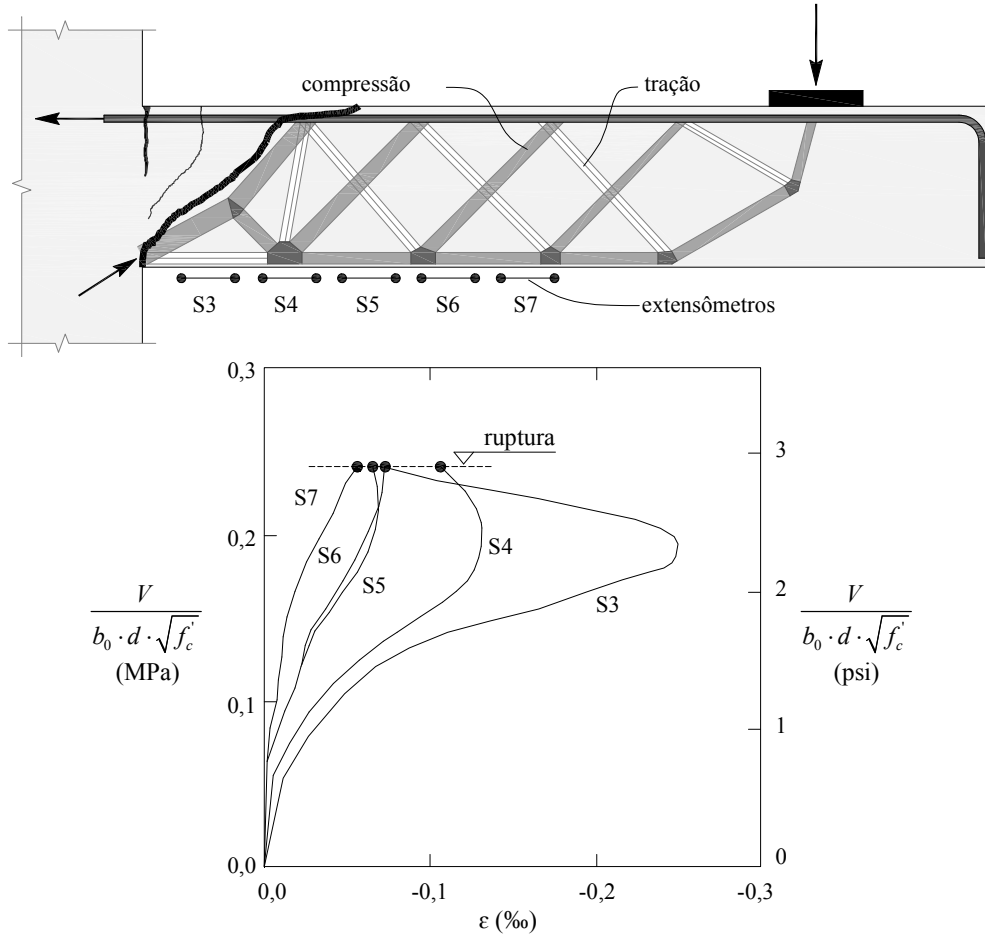 compressão
tração
S3
S4
S5
S6
S7
extensômetros
0,3
ruptura
3
S7
S6
S5
S4
S3
0,2
2
V
b₀ · d · √f'c
(MPa)
V
b₀ · d · √f'c
(psi)
0,1
1
0,0
0
0,0
-0,1
-0,2
-0,3
ε (‰)